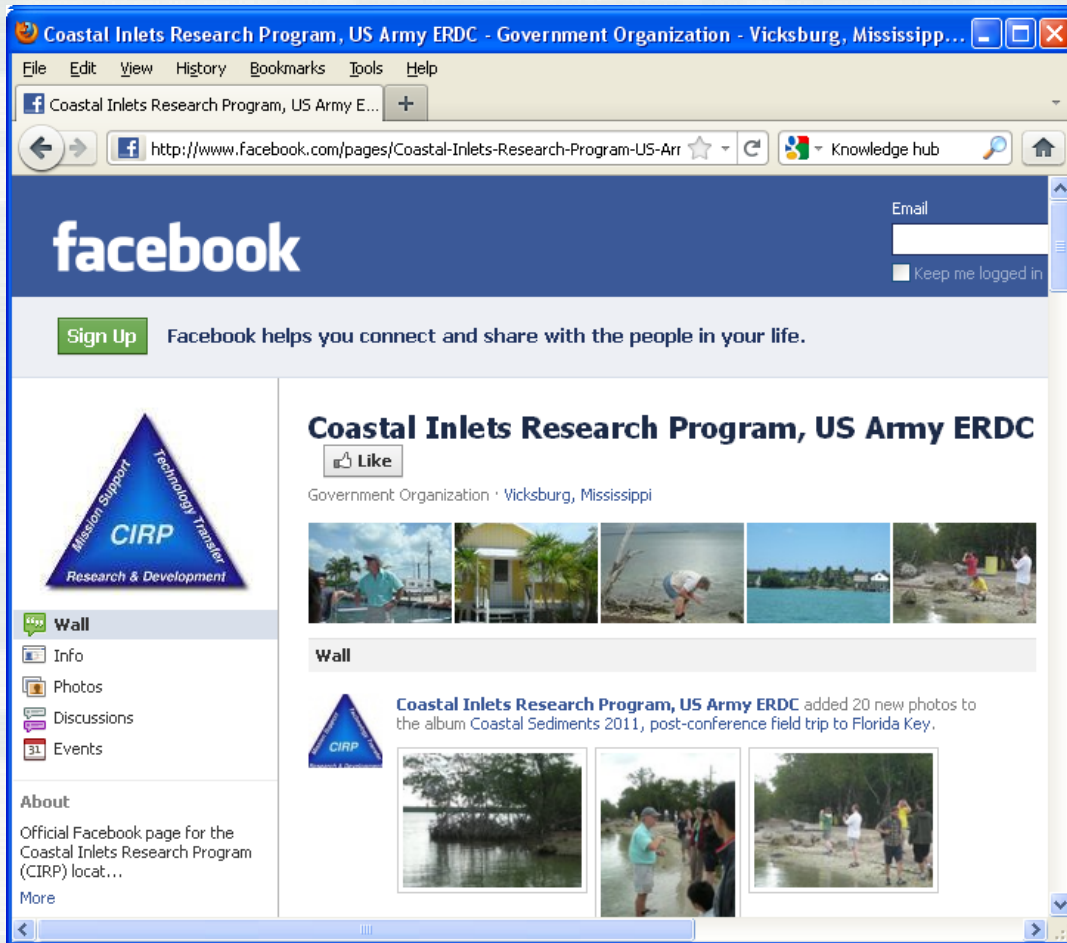 Coastal Inlets Research Program, US Army ERDC - Government Organization - Vicksburg, Mississipp...
File Edit View History Bookmarks Tools Help
Coastal Inlets Research Program, US Army E...
http://www.facebook.com/pages/Coastal-Inlets-Research-Program-US-Arr
Knowledge hub
facebook
Email
Keep me logged in
Sign Up
Facebook helps you connect and share with the people in your life.
Mission Support
Technology Transfer
CIRP
Research & Development
Coastal Inlets Research Program, US Army ERDC
Like
Government Organization · Vicksburg, Mississippi
Wall
Info
Photos
Discussions
31 Events
About
Official Facebook page for the
Coastal Inlets Research Program
(CIRP) locat...
More
Wall
CIRP
Coastal Inlets Research Program, US Army ERDC added 20 new photos to
the album Coastal Sediments 2011, post-conference field trip to Florida Key.